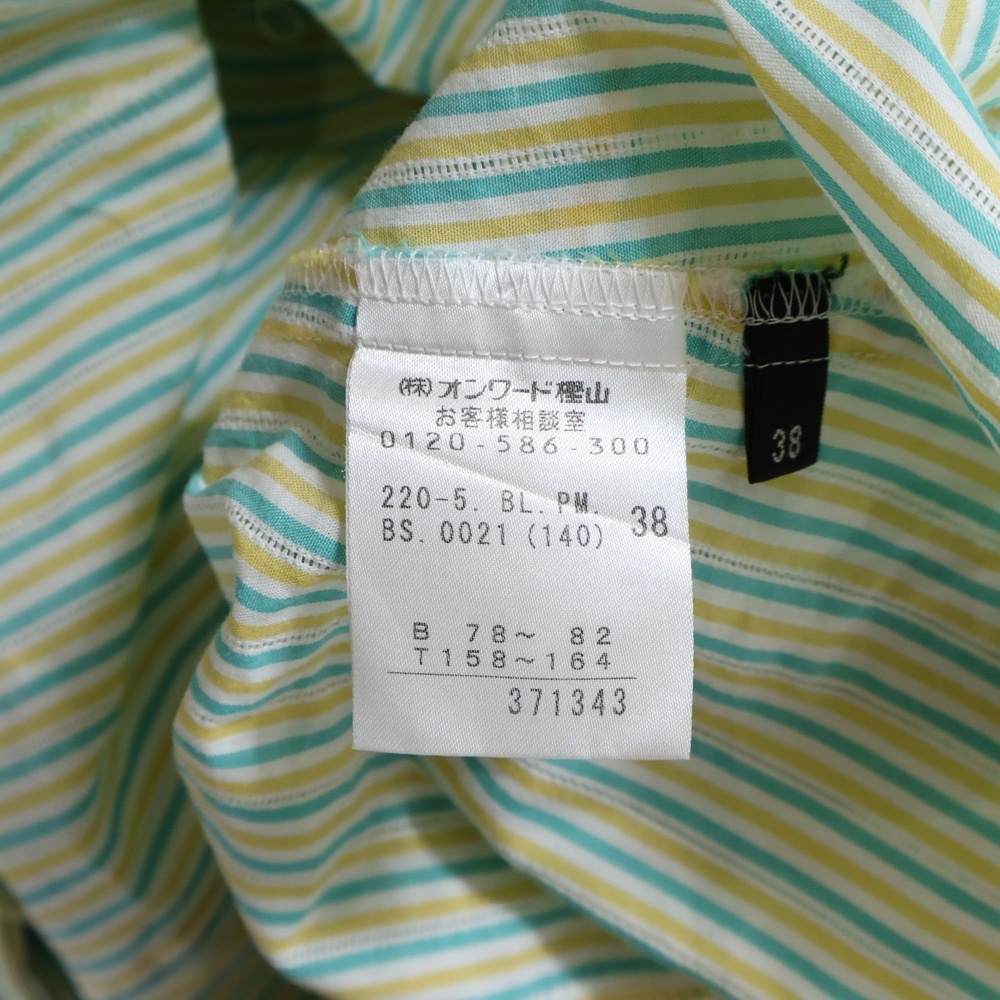 (株)オンワード樫山
お客様相談室
0120-586-300
220-5. BL. PM.
BS. 0021 (140) 38
B 78～ 82
T158～164
371343
38